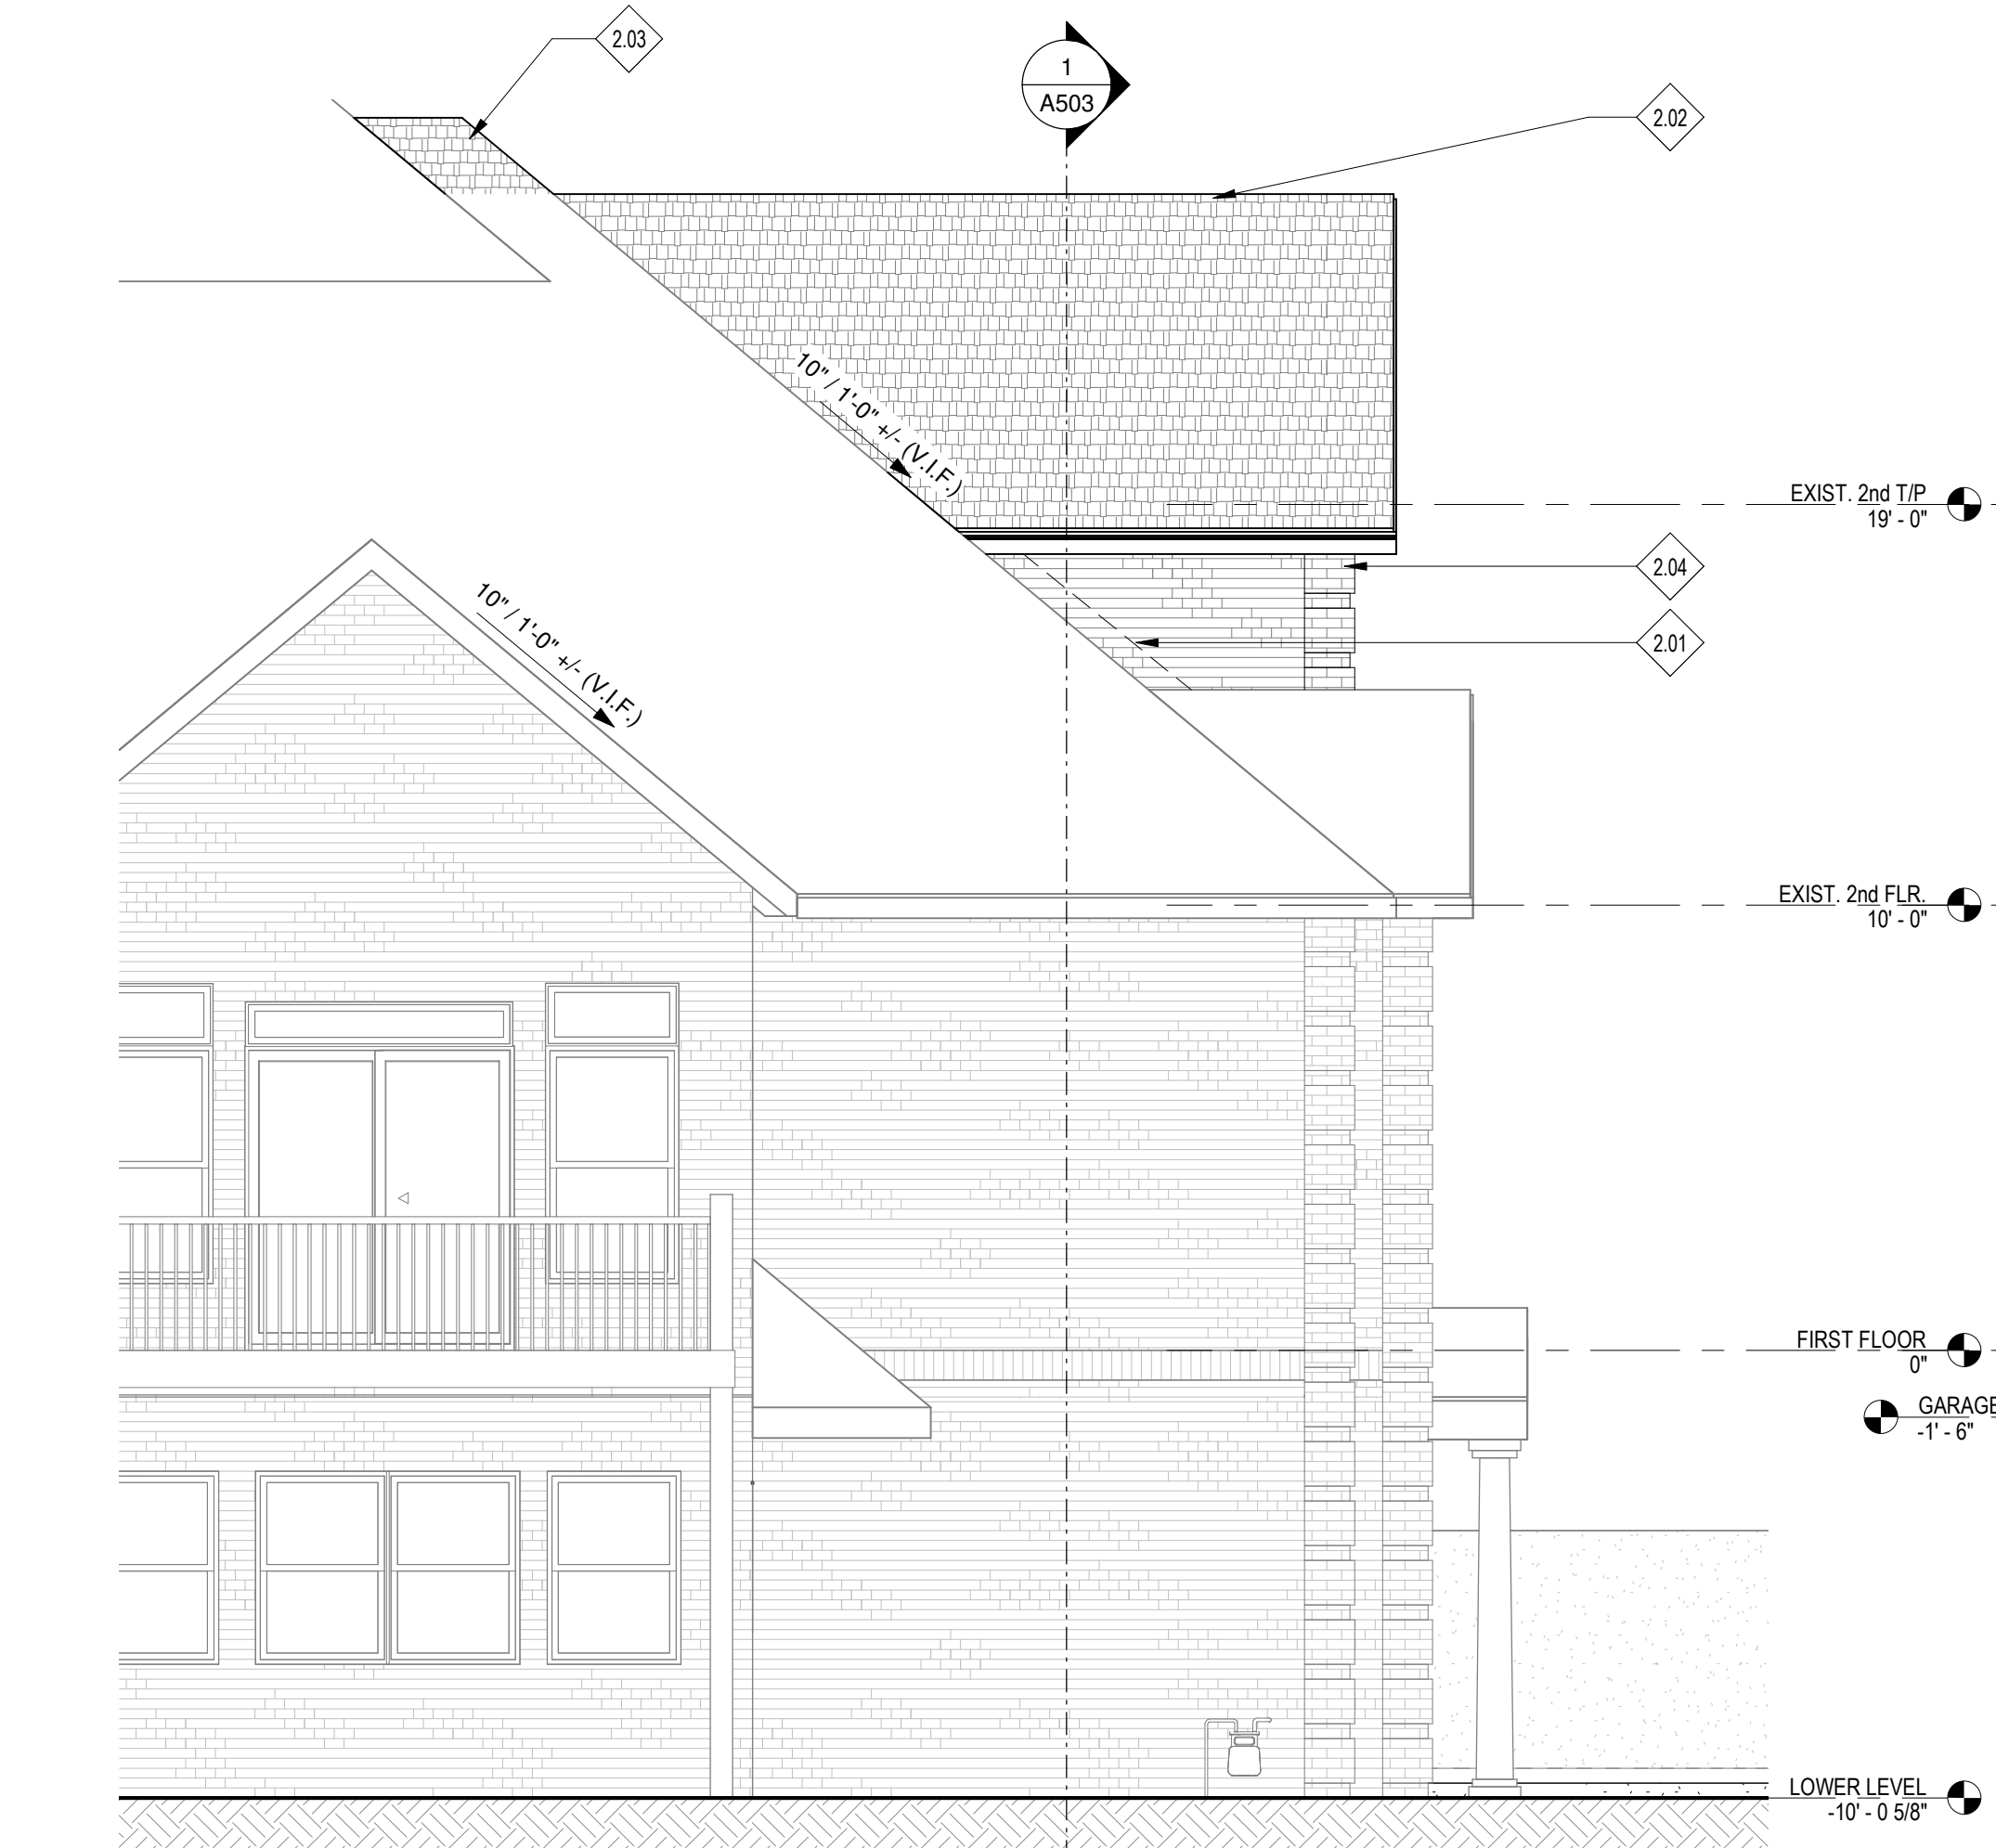 2.03
1
A503
2.02
10" / 1'-0" +/- (V.I.F.)
EXIST. 2nd T/P
19' - 0"
2.04
10" / 1'-0" +/- (V.I.F.)
2.01
EXIST. 2nd FLR.
10' - 0"
FIRST FLOOR
0"
GARAGE
-1' - 6"
LOWER LEVEL
-10' - 0 5/8"